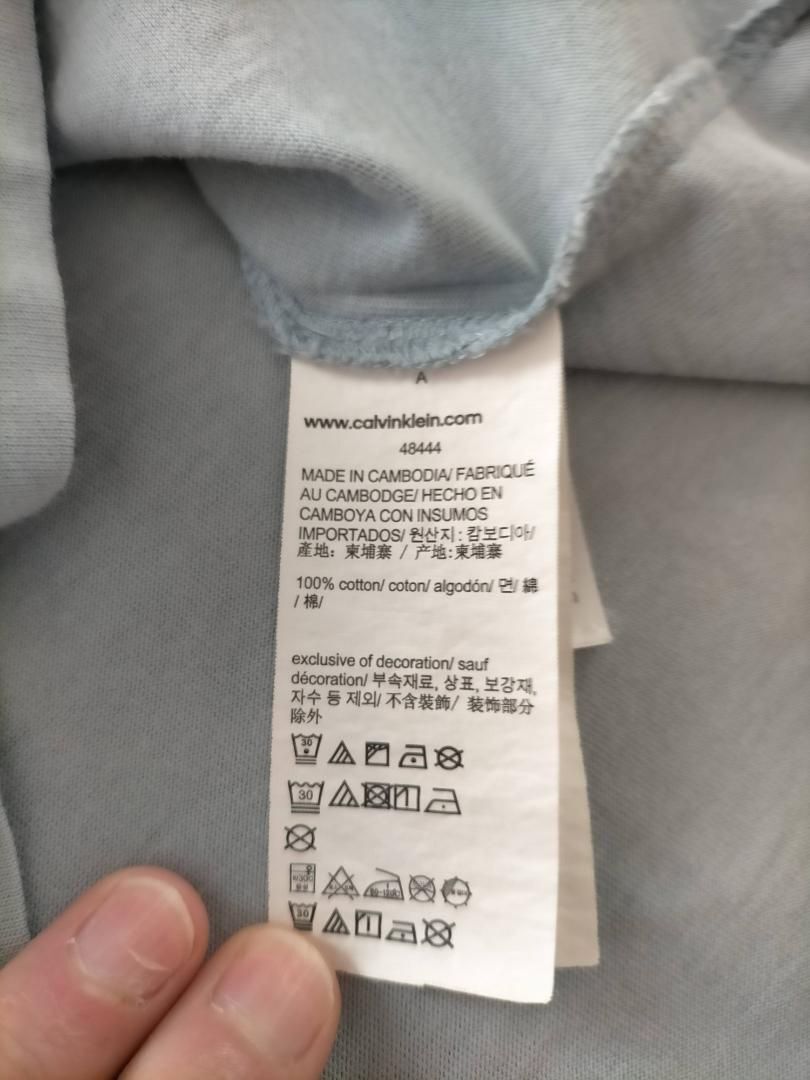 A
www.calvinklein.com
48444
MADE IN CAMBODIA/ FABRIQUÉ
AU CAMBODGE/ HECHO EN
CAMBOYA CON INSUMOS
IMPORTADOS/ 원산지: 캄보디아/
產地: 柬埔寨 / 产地:柬埔寨
100% cotton/ coton/ algodón/ 면/ 綿
/ 棉/
exclusive of decoration/ sauf
décoration/ 부속재료, 상표, 보강재,
자수 등 제외/ 不含裝飾/ 装饰部分
除外
30
30
30